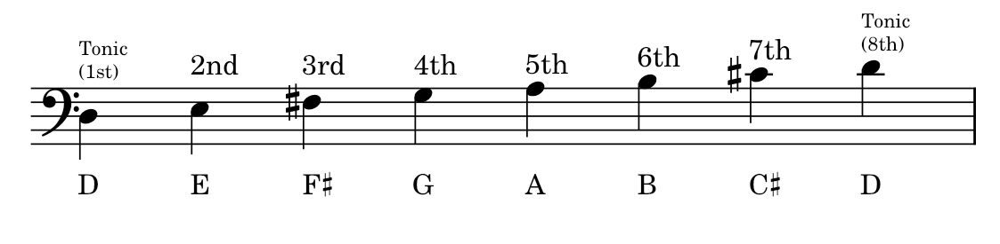 Tonic
(1st)
2nd
3rd
4th
5th
6th
7th
Tonic
(8th)
D E F♯ G A B C♯ D